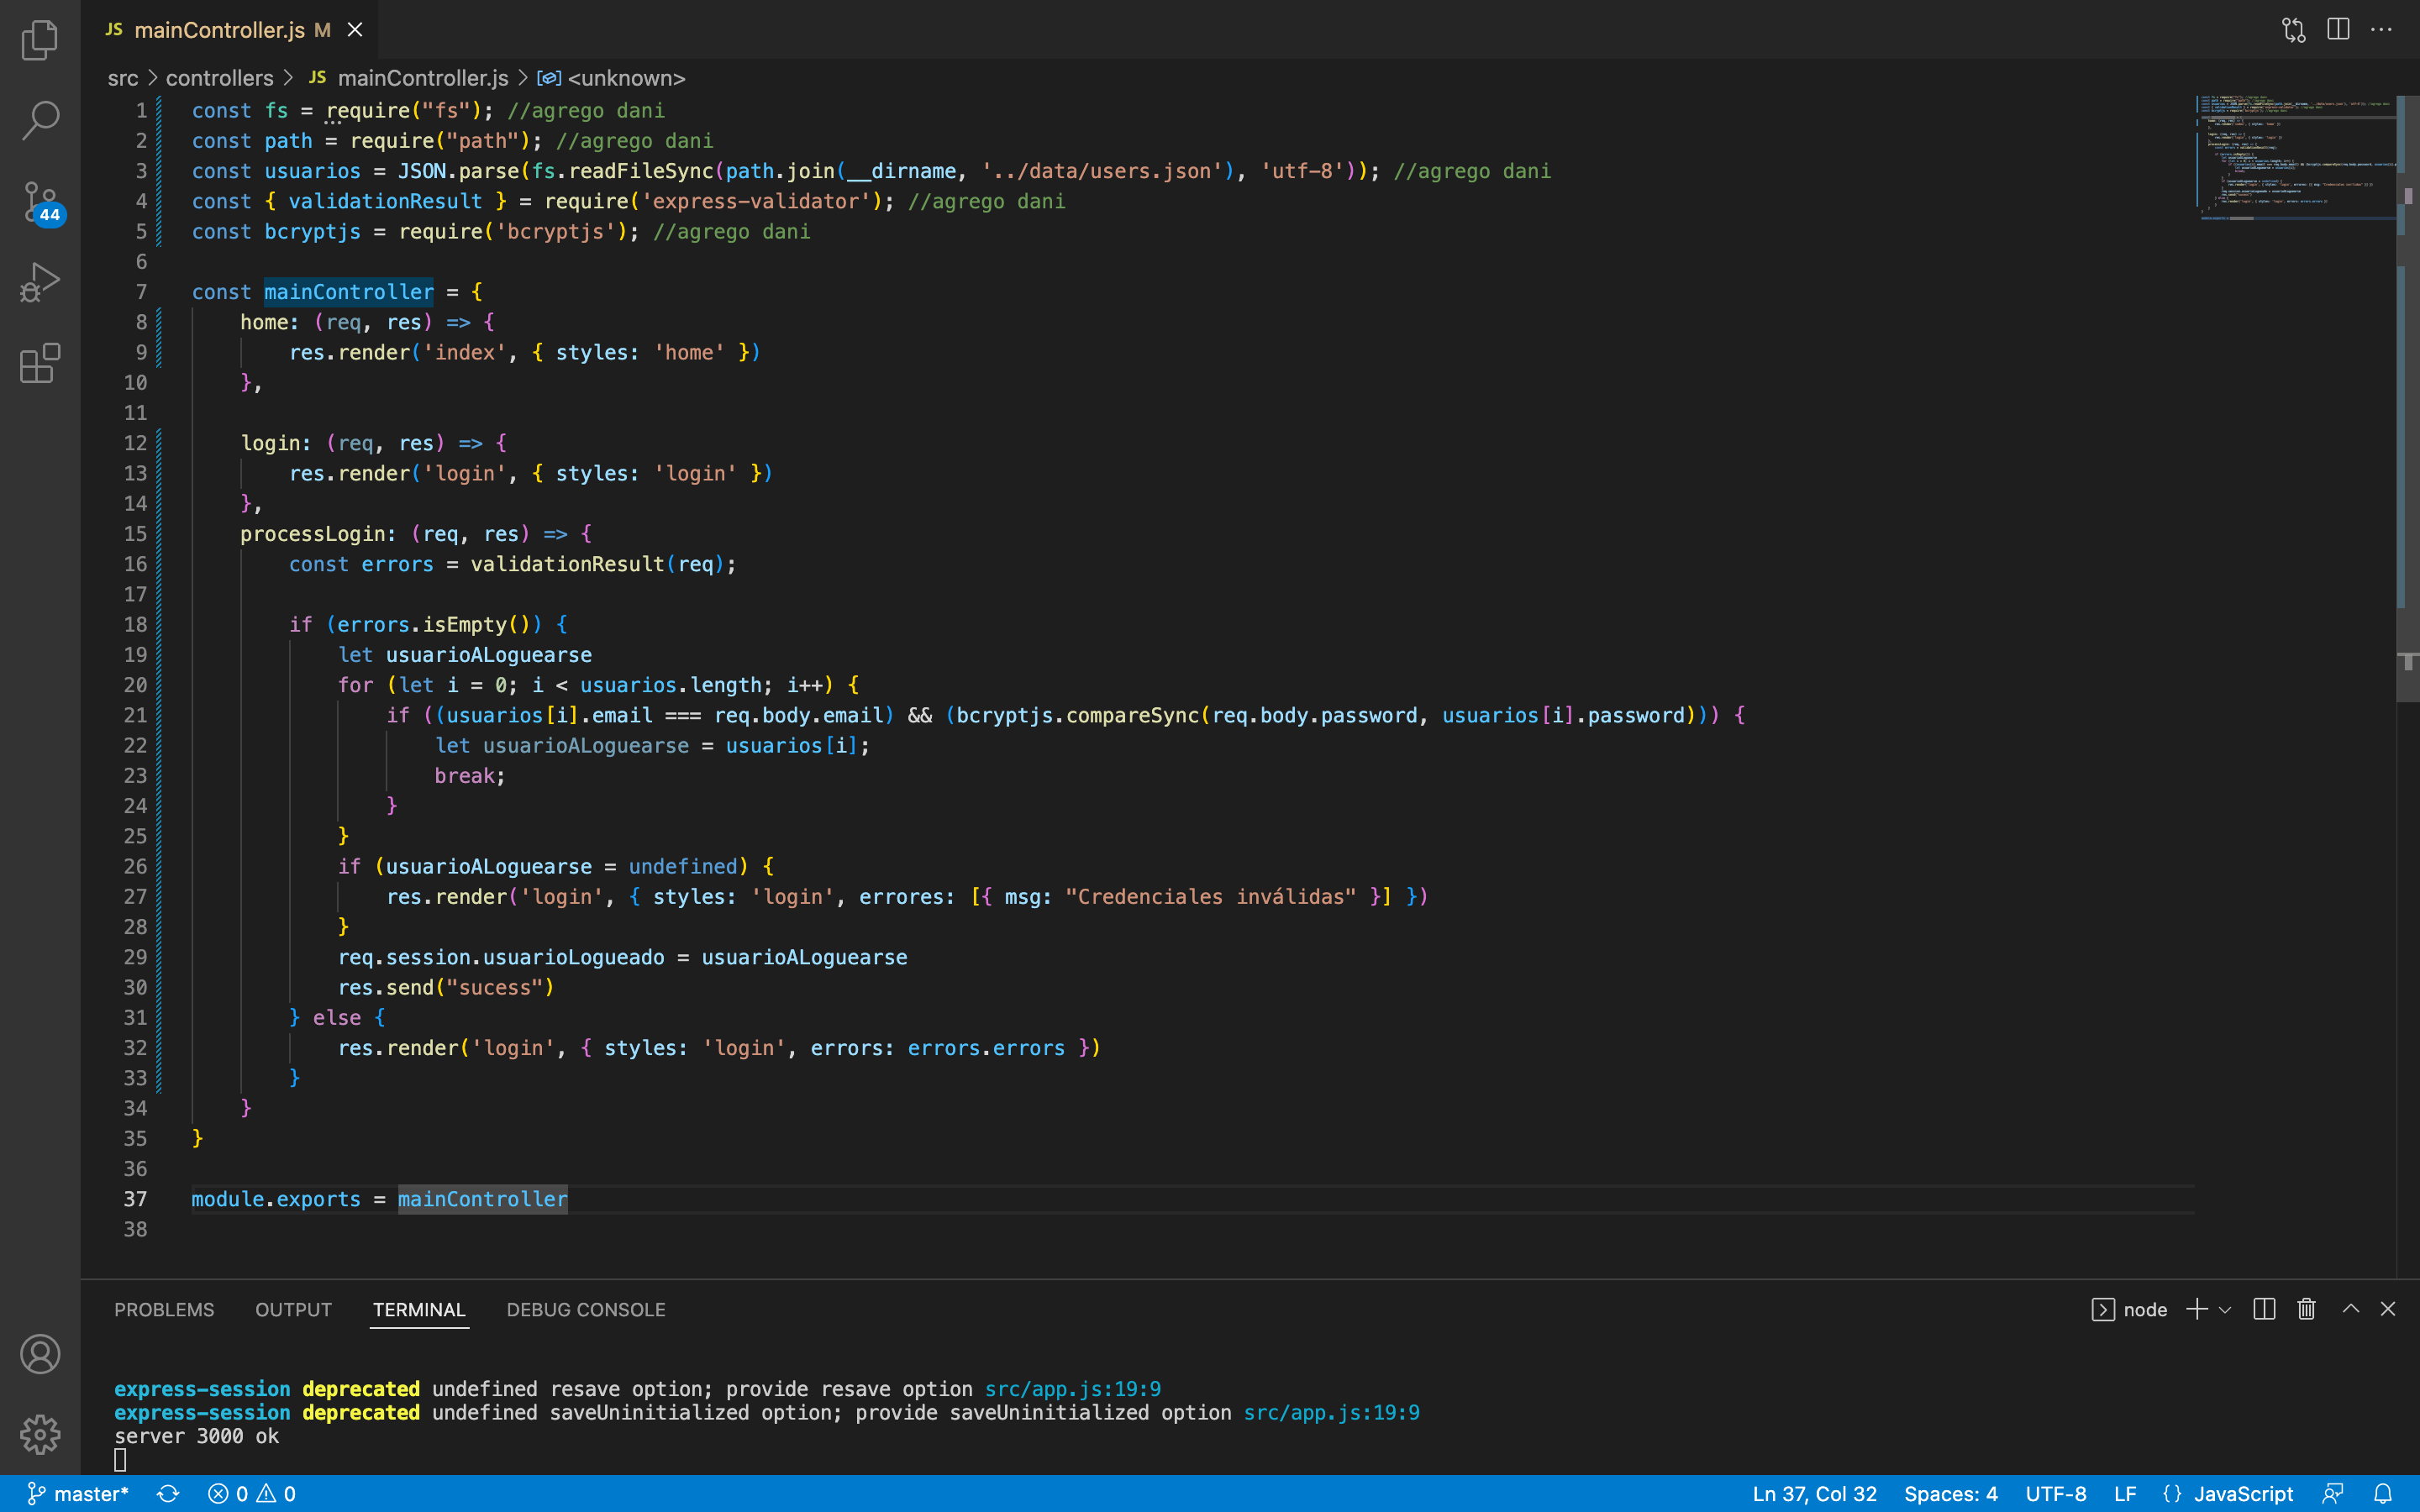 JS mainController.js M
src > controllers > JS mainController.js > <unknown>
44
1 const fs = require("fs"); //agrego dani
2 const path = require("path"); //agrego dani
3 const usuarios = JSON.parse(fs.readFileSync(path.join(__dirname, '../data/users.json'), 'utf-8')); //agrego dani
4 const { validationResult } = require('express-validator'); //agrego dani
5 const bcryptjs = require('bcryptjs'); //agrego dani
6
7 const mainController = {
8     home: (req, res) => {
9         res.render('index', { styles: 'home' })
10     },
11
12     login: (req, res) => {
13         res.render('login', { styles: 'login' })
14     },
15     processLogin: (req, res) => {
16         const errors = validationResult(req);
17
18         if (errors.isEmpty()) {
19             let usuarioALoguearse
20             for (let i = 0; i < usuarios.length; i++) {
21                 if ((usuarios[i].email === req.body.email) && (bcryptjs.compareSync(req.body.password, usuarios[i].password))) {
22                     let usuarioALoguearse = usuarios[i];
23                     break;
24                 }
25             }
26             if (usuarioALoguearse = undefined) {
27                 res.render('login', { styles: 'login', errores: [{ msg: "Credenciales inválidas" }] })
28             }
29             req.session.usuarioLogueado = usuarioALoguearse
30             res.send("sucess")
31         } else {
32             res.render('login', { styles: 'login', errors: errors.errors })
33         }
34     }
35 }
36
37 module.exports = mainController
38
PROBLEMS OUTPUT TERMINAL DEBUG CONSOLE node
express-session deprecated undefined resave option; provide resave option src/app.js:19:9
express-session deprecated undefined saveUninitialized option; provide saveUninitialized option src/app.js:19:9
server 3000 ok
master* 0 0 Ln 37, Col 32 Spaces: 4 UTF-8 LF {} JavaScript